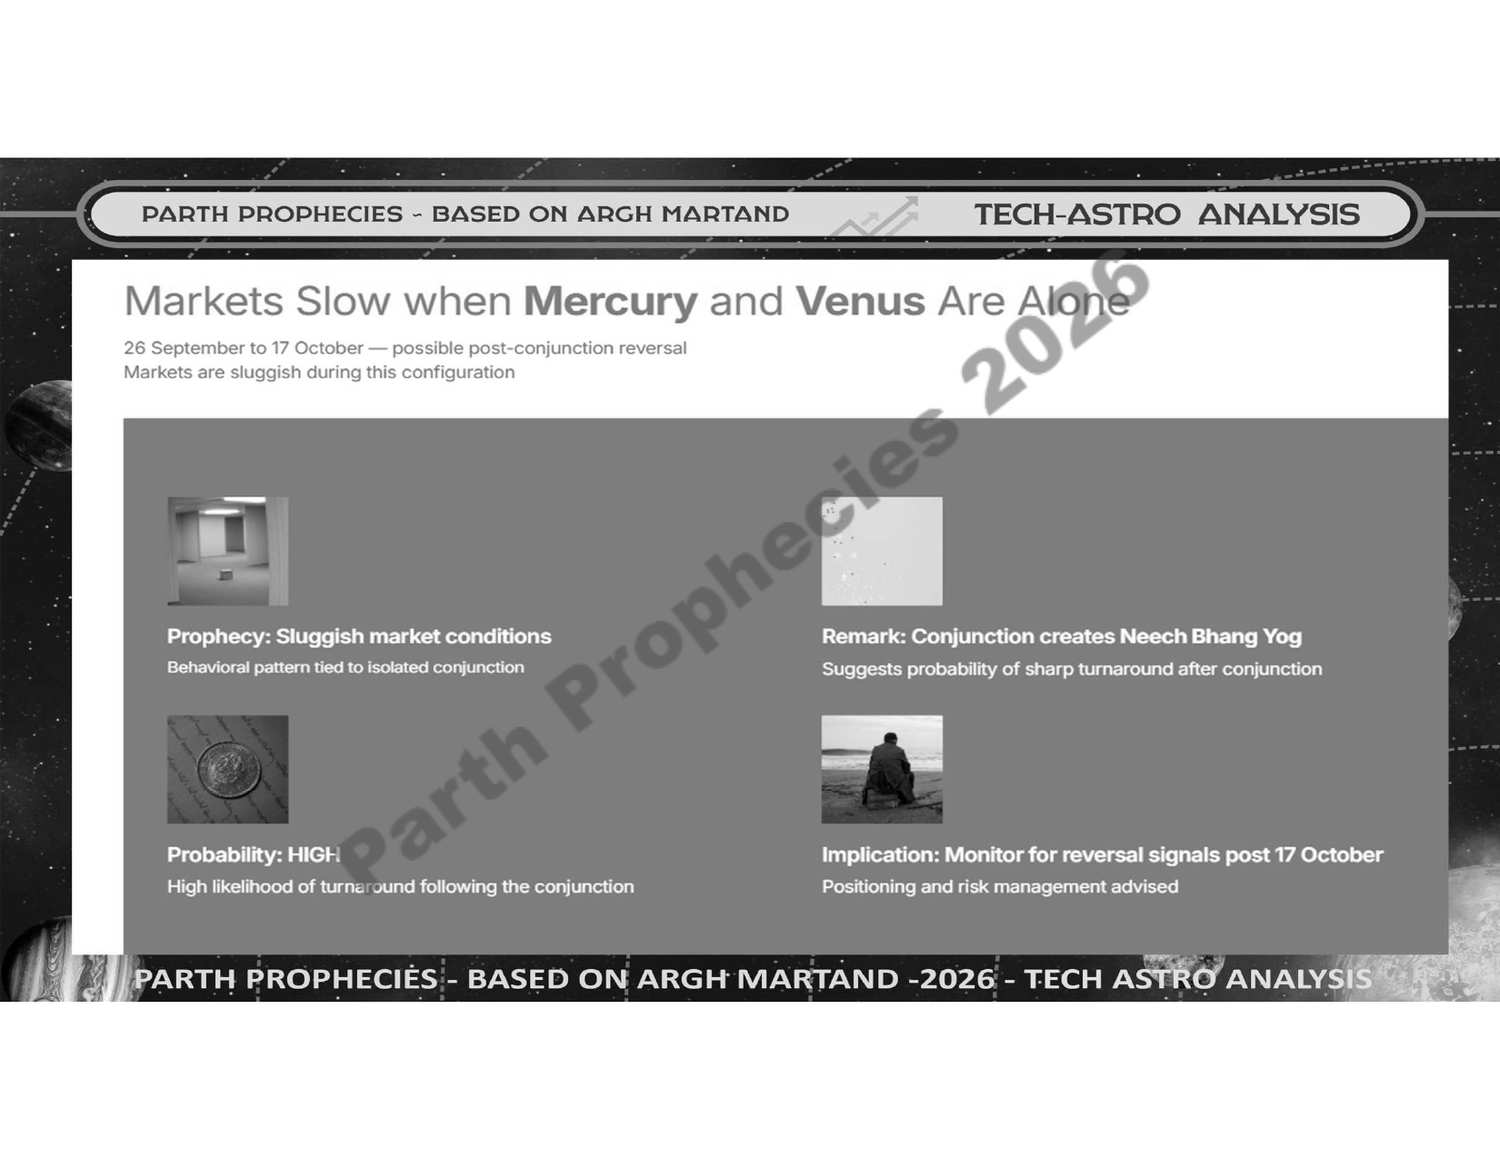 PARTH PROPHECIES ~ BASED ON ARGH MARTAND
TECH-ASTRO ANALYSIS
Markets Slow when Mercury and Venus Are Alone
26 September to 17 October — possible post-conjunction reversal
Markets are sluggish during this configuration
Prophecy: Sluggish market conditions
Behavioral pattern tied to isolated conjunction
Remark: Conjunction creates Neech Bhang Yog
Suggests probability of sharp turnaround after conjunction
Probability: HIGH
High likelihood of turnaround following the conjunction
Implication: Monitor for reversal signals post 17 October
Positioning and risk management advised
Parth Prophecies 2026
PARTH PROPHECIES - BASED ON ARGH MARTAND -2026 - TECH ASTRO ANALYSIS